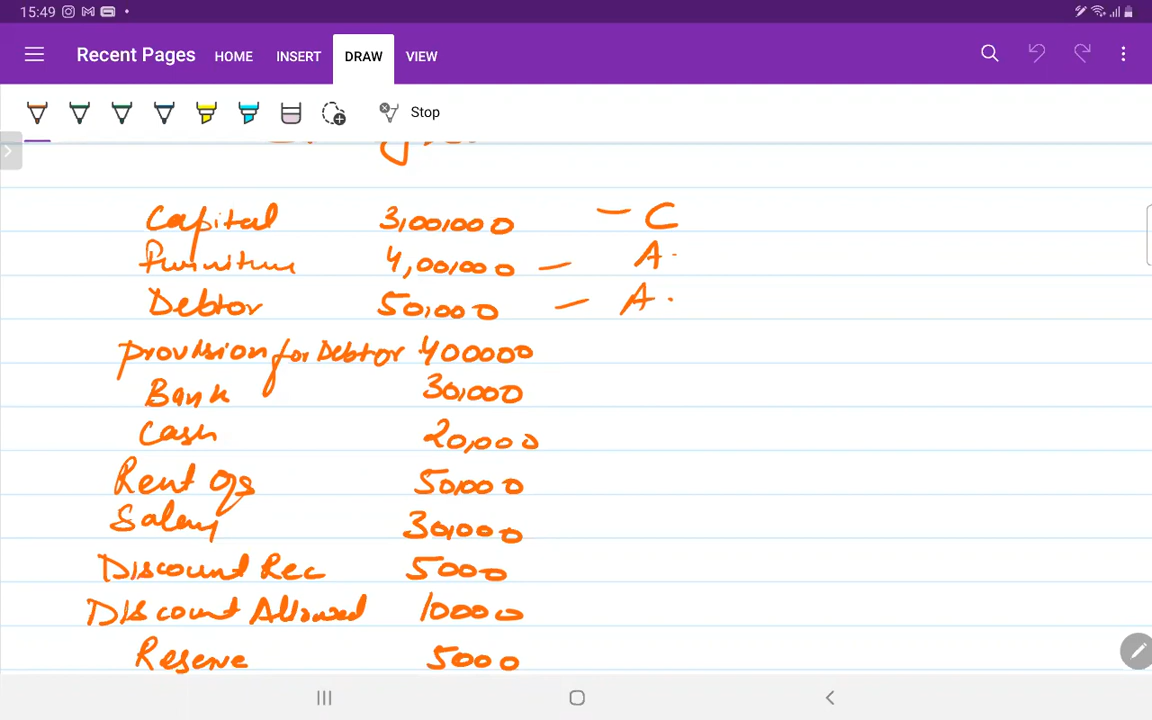 15:49
Recent Pages HOME INSERT DRAW VIEW
Stop
Capital 3,00,000 - C
Furniture 4,00,000 - A.
Debtor 50,000 - A.
Provision for Debtor 400000
Bank 30,000
Cash 20,000
Rent o/s 50,000
Salary 30,000
Discount Rec 5000
Discount Allowed 10000
Reserve 5000